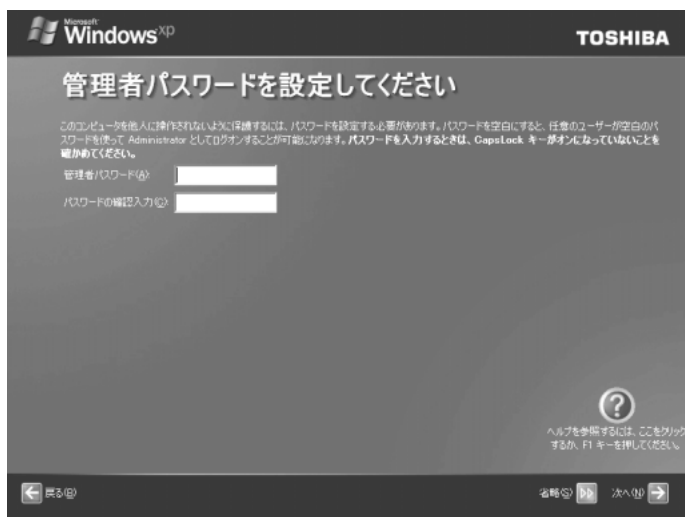 Microsoft
Windows xp
TOSHIBA
管理者パスワードを設定してください
このコンピュータを他人に操作されないように保護するには、パスワードを設定する必要があります。パスワードを空白にすると、任意のユーザーが空白のパ
スワードを使って Administrator としてログオンすることが可能になります。パスワードを入力するときは、CapsLock キーがオンになっていないことを
確かめてください。
管理者パスワード(A):
パスワードの確認入力(C):
?
ヘルプを参照するには、ここをクリック
するか、F1 キーを押してください。
戻る(B)
省略(S)
次へ(N)